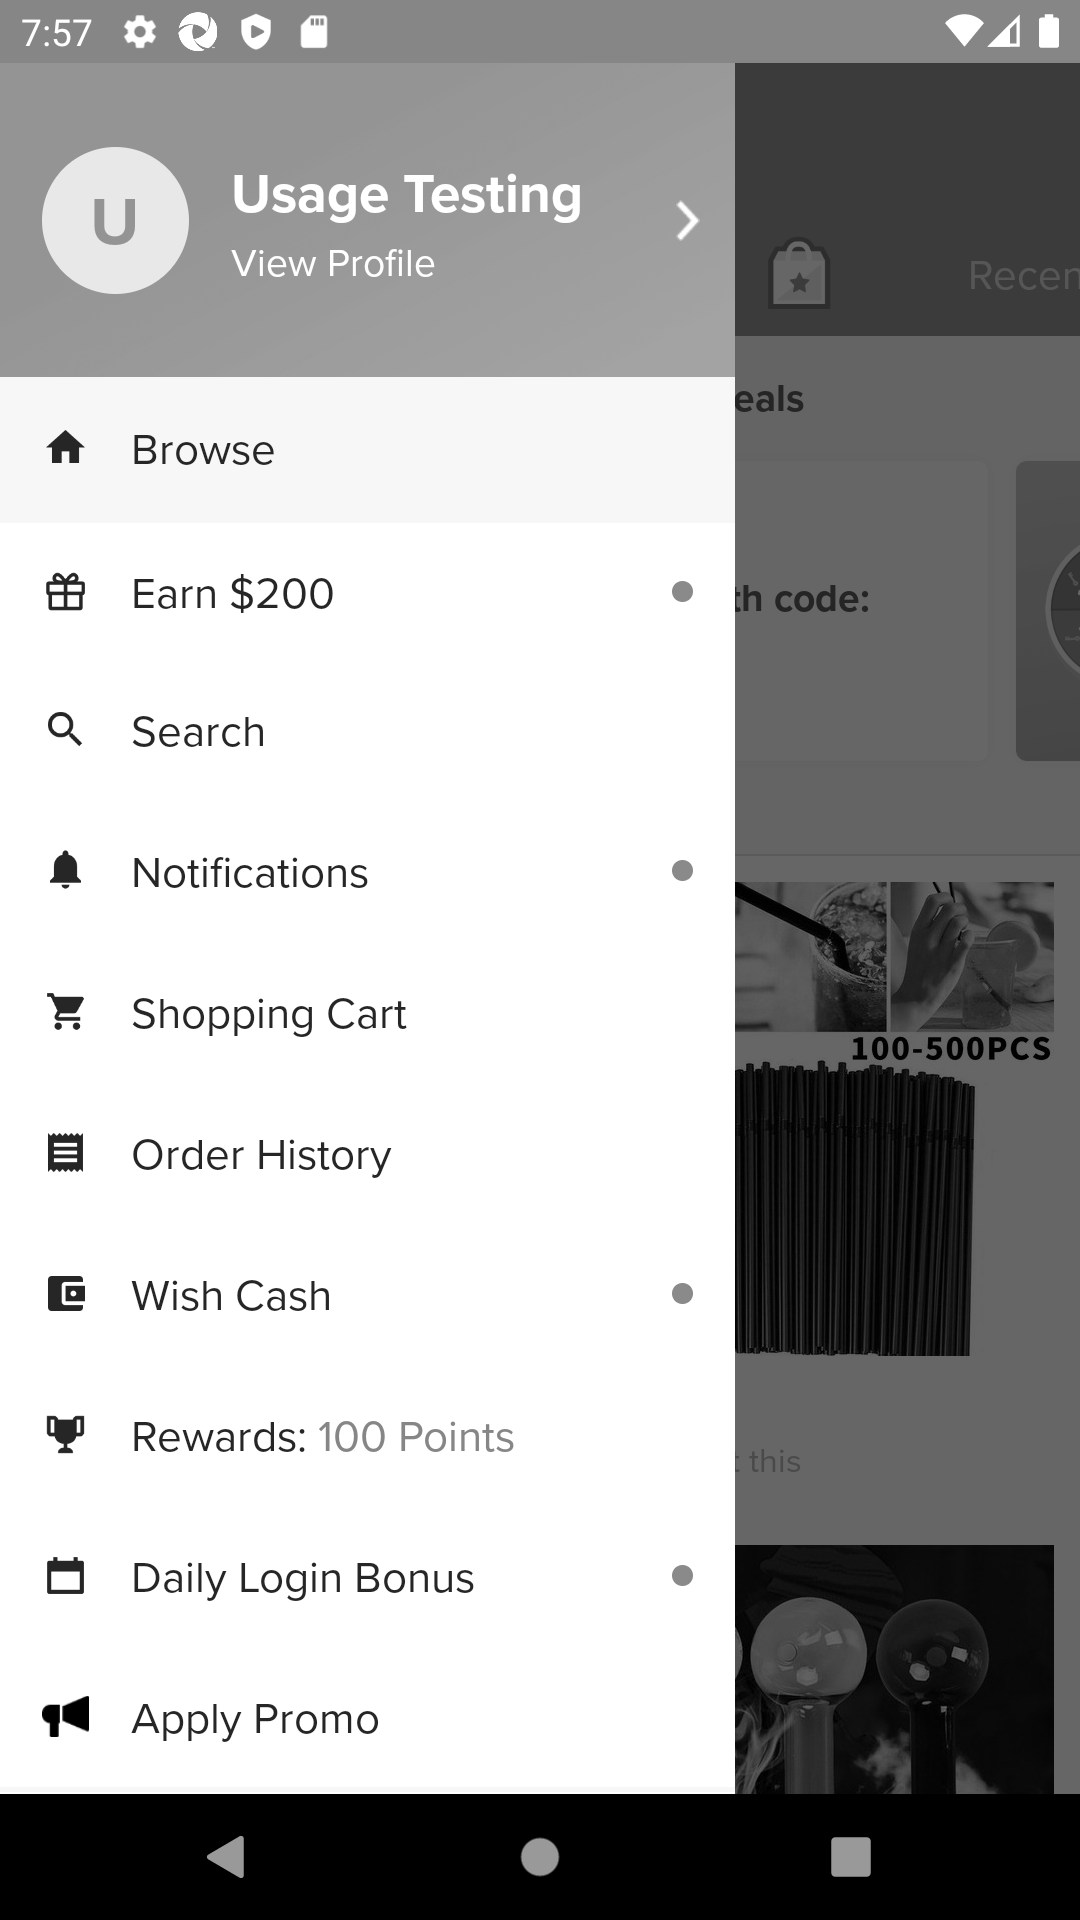 7:57
U
Usage Testing
View Profile
Recen
eals
Browse
th code:
Earn $200
Search
Notifications
Shopping Cart
100-500PCS
Order History
Wish Cash
Rewards: 100 Points
this
Daily Login Bonus
Apply Promo